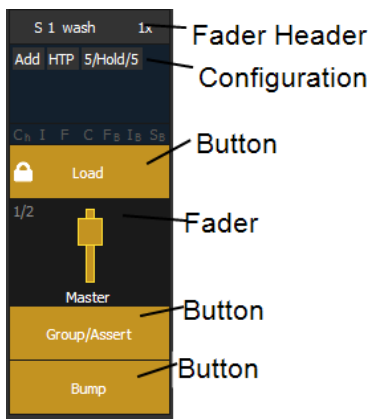 S 1 wash 1x
Fader Header
Add HTP 5/Hold/5
Configuration
Ch I F C FB IB SB
Button
Load
1/2
Fader
Master
Button
Group/Assert
Button
Bump